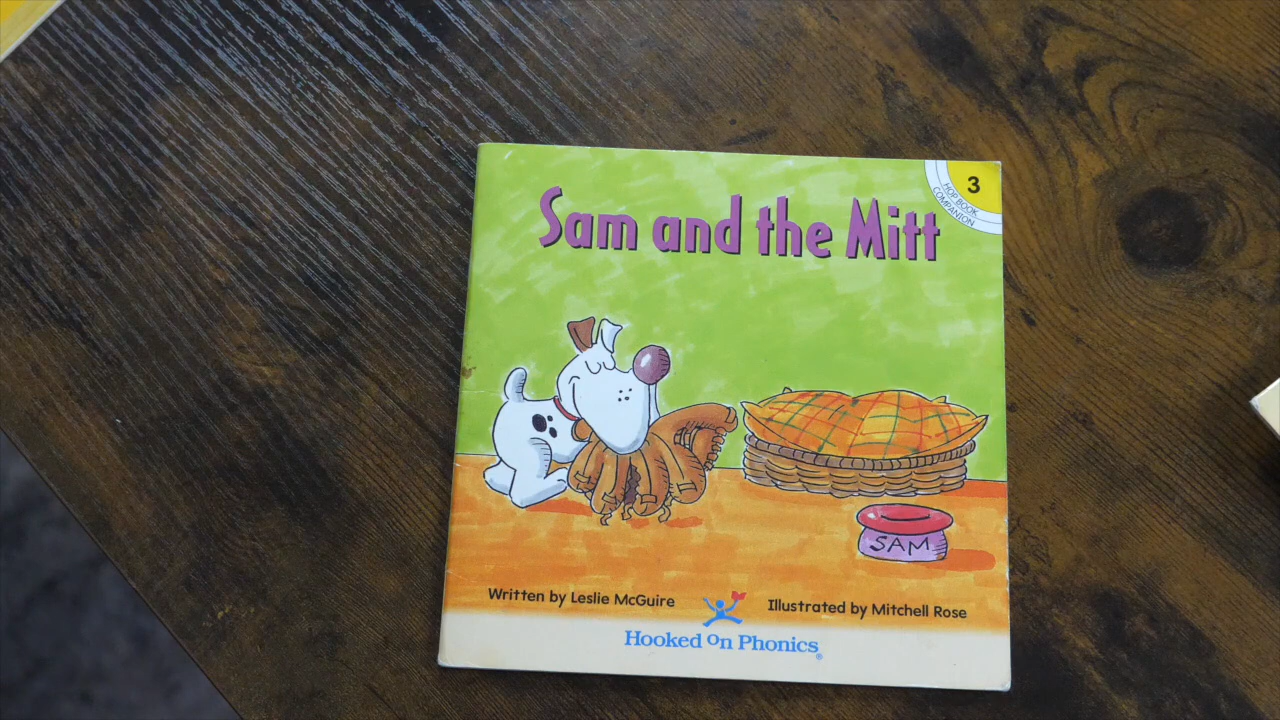 3
HOP BOOK
COMPANION
Sam and the Mitt
SAM
Written by Leslie McGuire
Illustrated by Mitchell Rose
Hooked on Phonics®